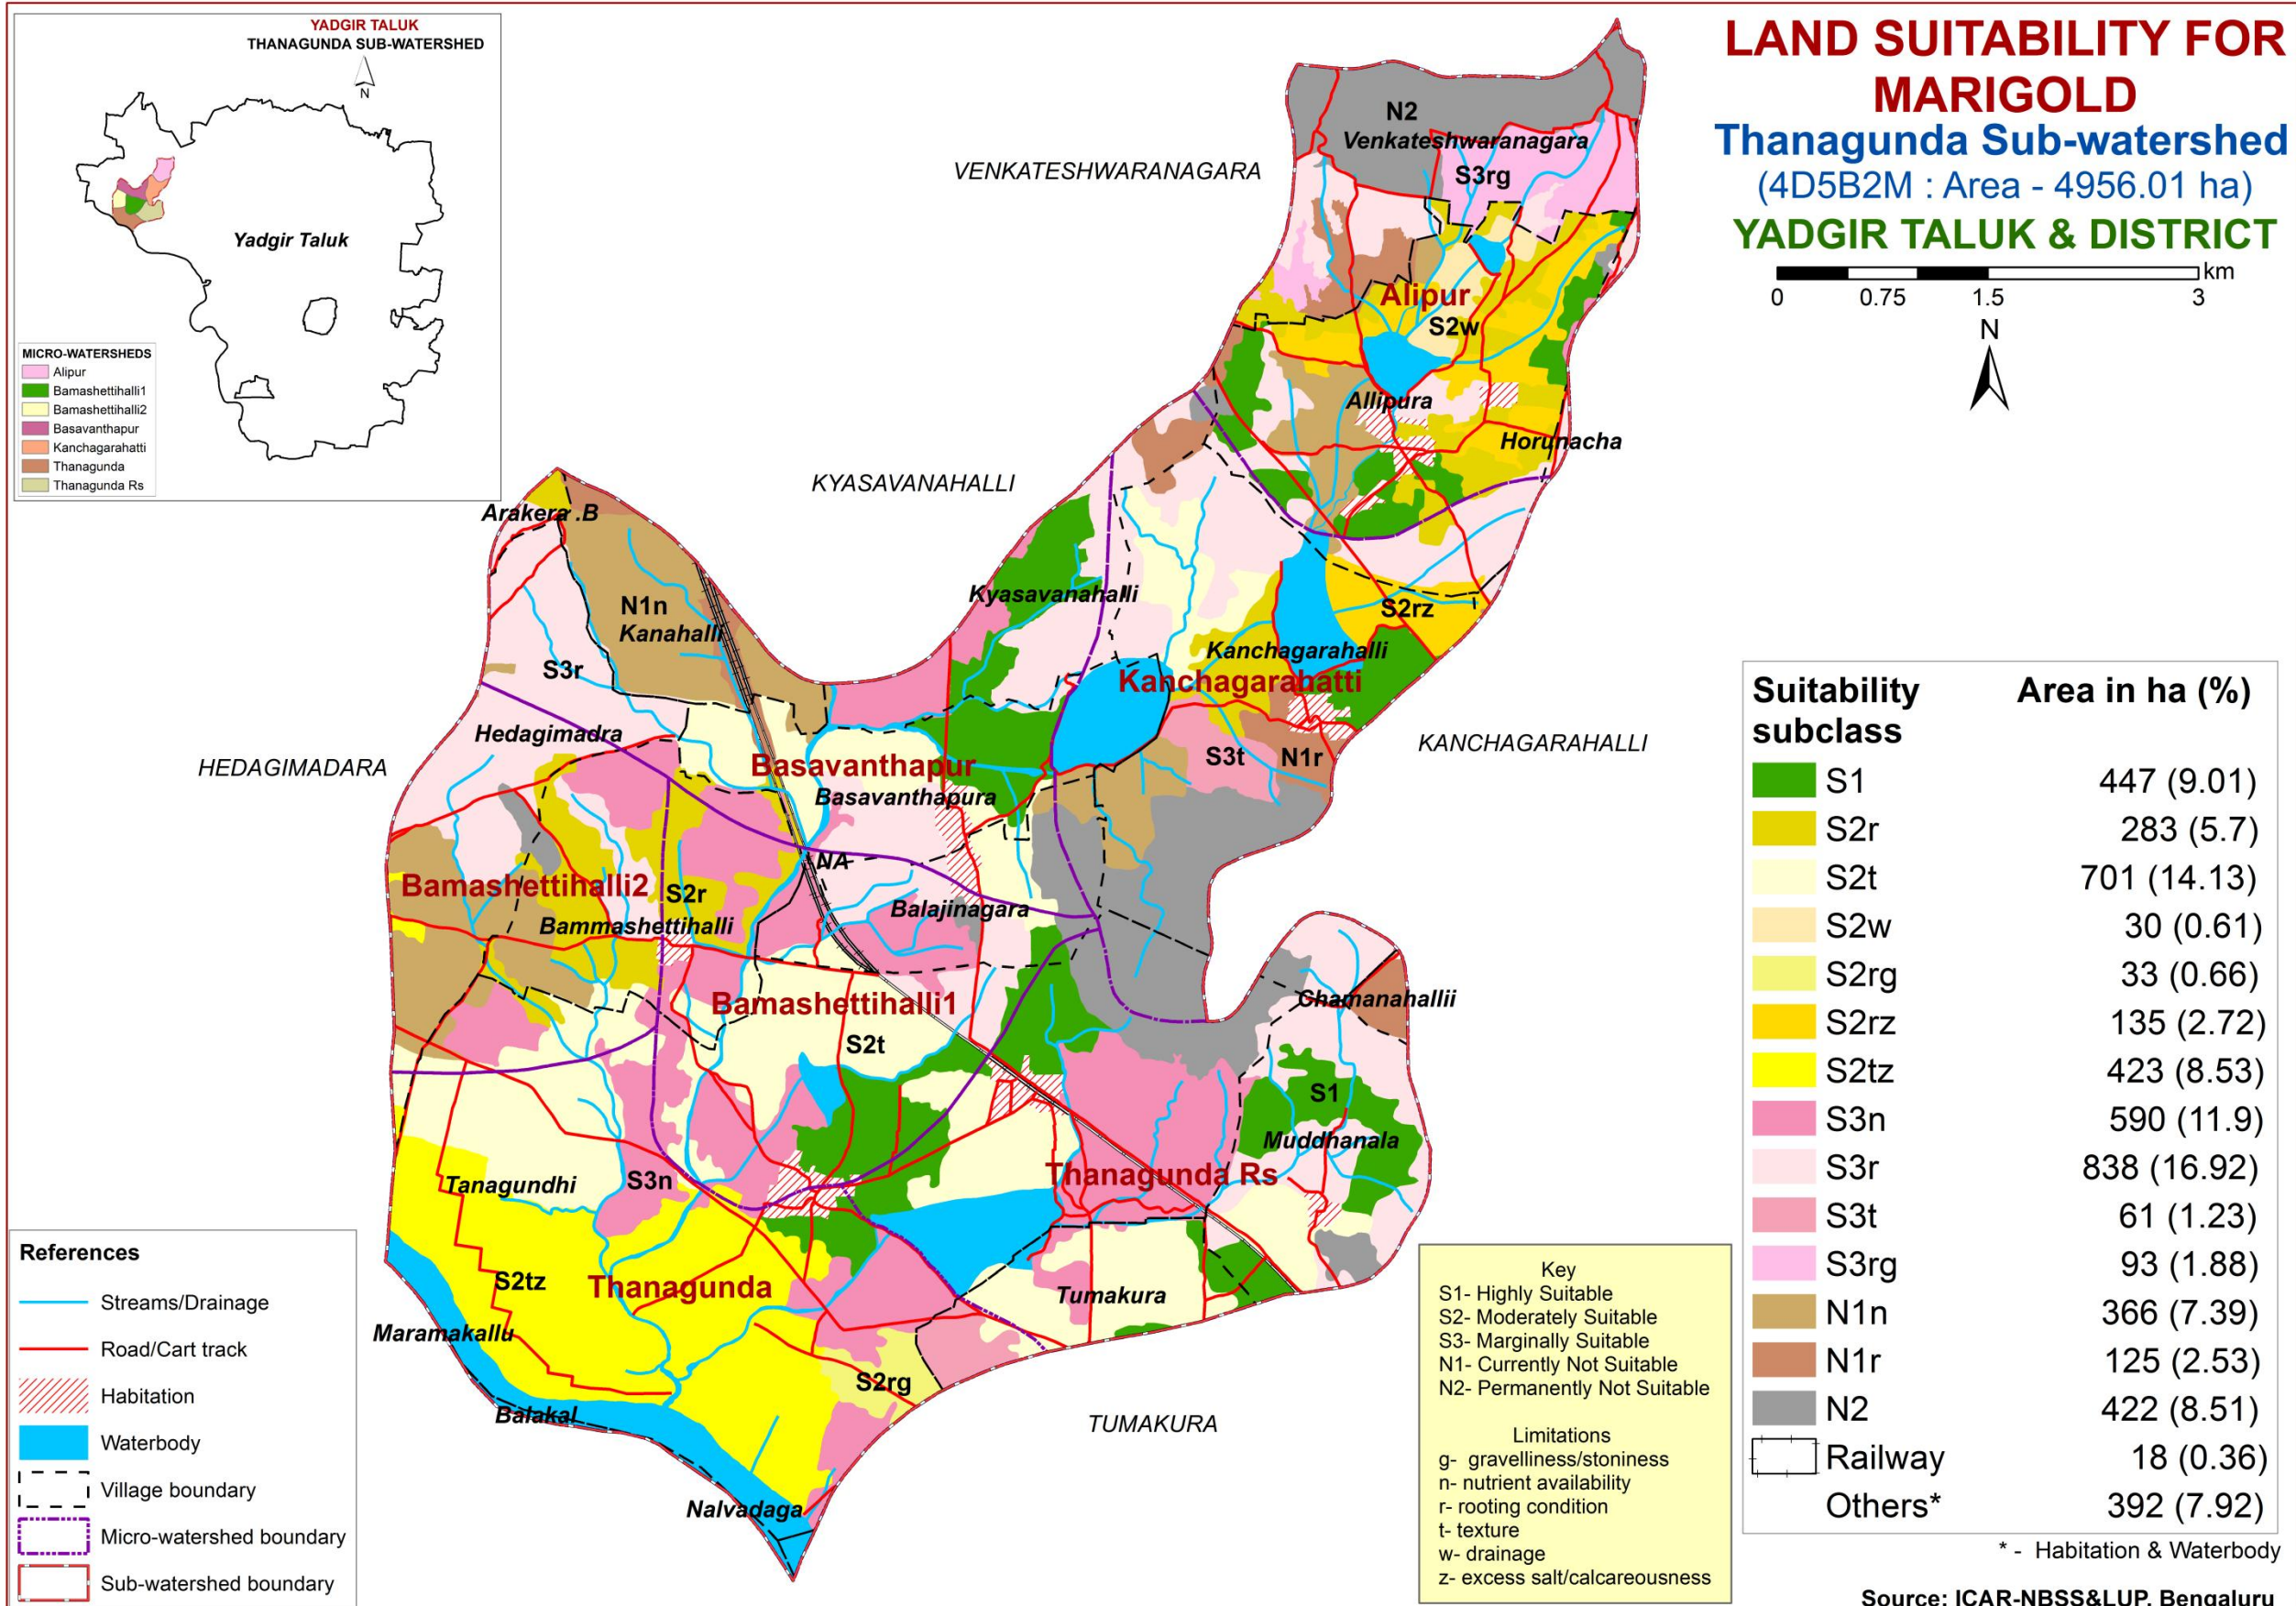 YADGIR TALUK
THANAGUNDA SUB-WATERSHED
N
Yadgir Taluk
MICRO-WATERSHEDS
Alipur
Bamashettihalli1
Bamashettihalli2
Basavanthapur
Kanchagarahatti
Thanagunda
Thanagunda Rs
LAND SUITABILITY FOR
MARIGOLD
Thanagunda Sub-watershed
(4D5B2M : Area - 4956.01 ha)
YADGIR TALUK & DISTRICT
km
0 0.75 1.5 3
N
N2
Venkateshwaranagara
VENKATESHWARANAGARA
S3rg
Alipur
S2w
Allipura
Horunacha
KYASAVANAHALLI
Arakera .B
Kyasavanahalli
N1n
Kanahalli
S2rz
Kanchagarahalli
S3r
Kanchagarahatti
Hedagimadra
HEDAGIMADARA
KANCHAGARAHALLI
S3t
N1r
Basavanthapur
Basavanthapura
NA
Bamashettihalli2
S2r
Balajinagara
Bammashettihalli
Bamashettihalli1
Chamanahallii
S2t
S1
Muddhanala
Thanagunda Rs
Tanagundhi
S3n
S2tz
Thanagunda
Tumakura
Maramakallu
S2rg
Balakal
TUMAKURA
Nalvadaga
References
Streams/Drainage
Road/Cart track
Habitation
Waterbody
Village boundary
Micro-watershed boundary
Sub-watershed boundary
Key
S1- Highly Suitable
S2- Moderately Suitable
S3- Marginally Suitable
N1- Currently Not Suitable
N2- Permanently Not Suitable
Limitations
g- gravelliness/stoniness
n- nutrient availability
r- rooting condition
t- texture
w- drainage
z- excess salt/calcareousness
Suitability Area in ha (%)
subclass
S1 447 (9.01)
S2r 283 (5.7)
S2t 701 (14.13)
S2w 30 (0.61)
S2rg 33 (0.66)
S2rz 135 (2.72)
S2tz 423 (8.53)
S3n 590 (11.9)
S3r 838 (16.92)
S3t 61 (1.23)
S3rg 93 (1.88)
N1n 366 (7.39)
N1r 125 (2.53)
N2 422 (8.51)
Railway 18 (0.36)
Others* 392 (7.92)
* - Habitation & Waterbody
Source: ICAR-NBSS&LUP, Bengaluru